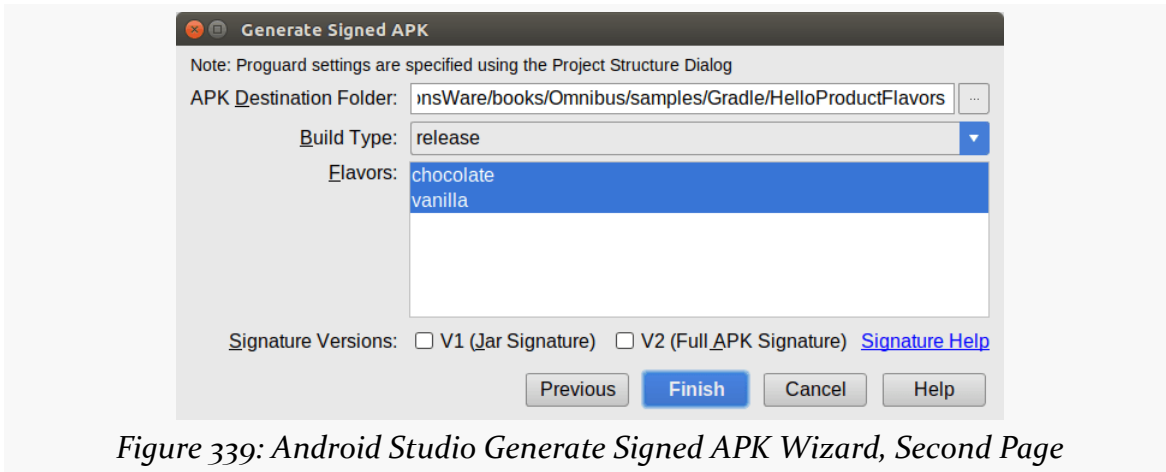 Generate Signed APK
Note: Proguard settings are specified using the Project Structure Dialog
APK Destination Folder: onsWare/books/Omnibus/samples/Gradle/HelloProductFlavors ...
Build Type: release
Flavors: chocolate
vanilla
Signature Versions: V1 (Jar Signature) V2 (Full APK Signature) Signature Help
Previous Finish Cancel Help
Figure 339: Android Studio Generate Signed APK Wizard, Second Page